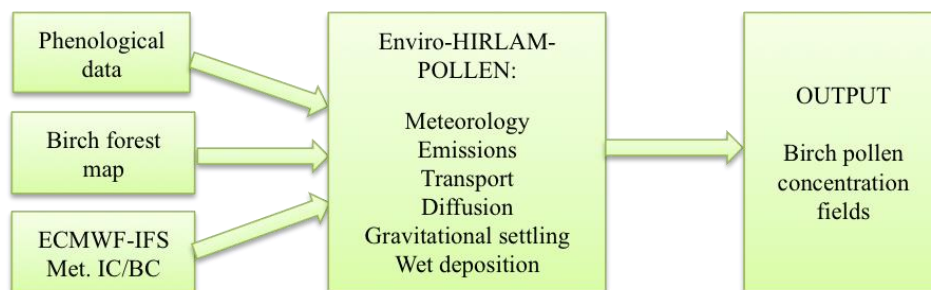 Phenological
data
Birch forest
map
ECMWF-IFS
Met. IC/BC
Enviro-HIRLAM-
POLLEN:
Meteorology
Emissions
Transport
Diffusion
Gravitational settling
Wet deposition
OUTPUT
Birch pollen
concentration
fields